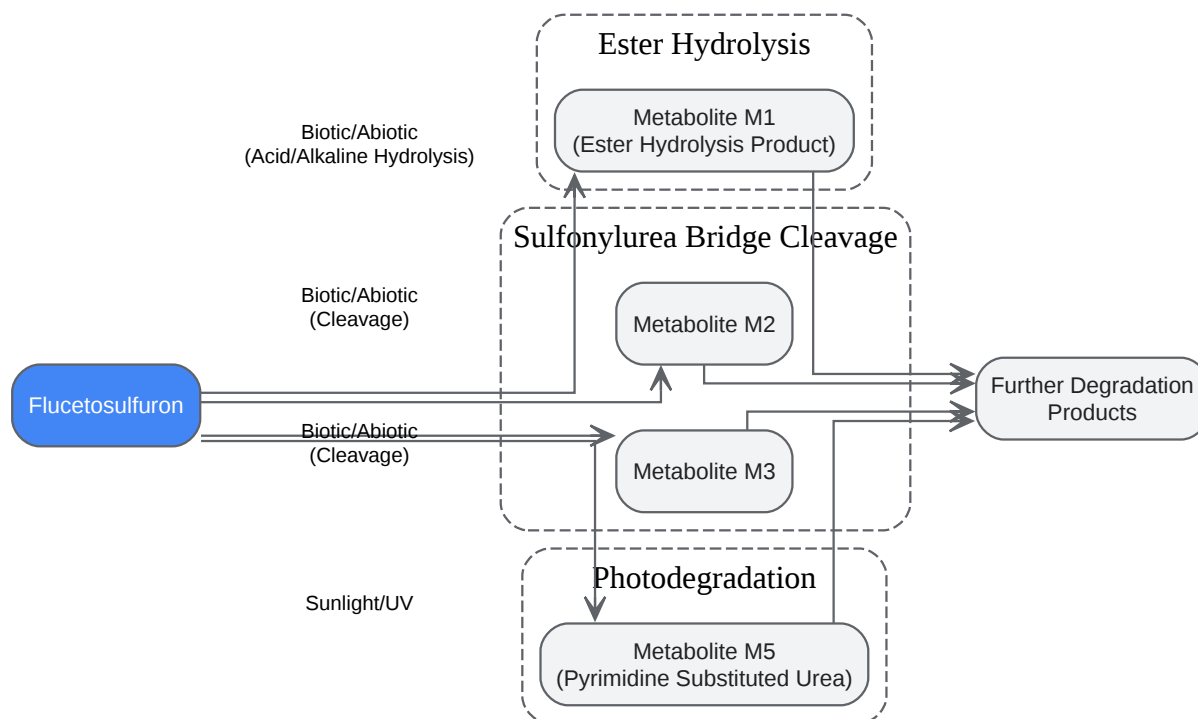 Ester Hydrolysis
Metabolite M1
(Ester Hydrolysis Product)
Biotic/Abiotic
(Acid/Alkaline Hydrolysis)
Sulfonylurea Bridge Cleavage
Biotic/Abiotic
(Cleavage)
Metabolite M2
Flucetosulfuron
Further Degradation
Products
Biotic/Abiotic
(Cleavage)
Metabolite M3
Photodegradation
Sunlight/UV
Metabolite M5
(Pyrimidine Substituted Urea)